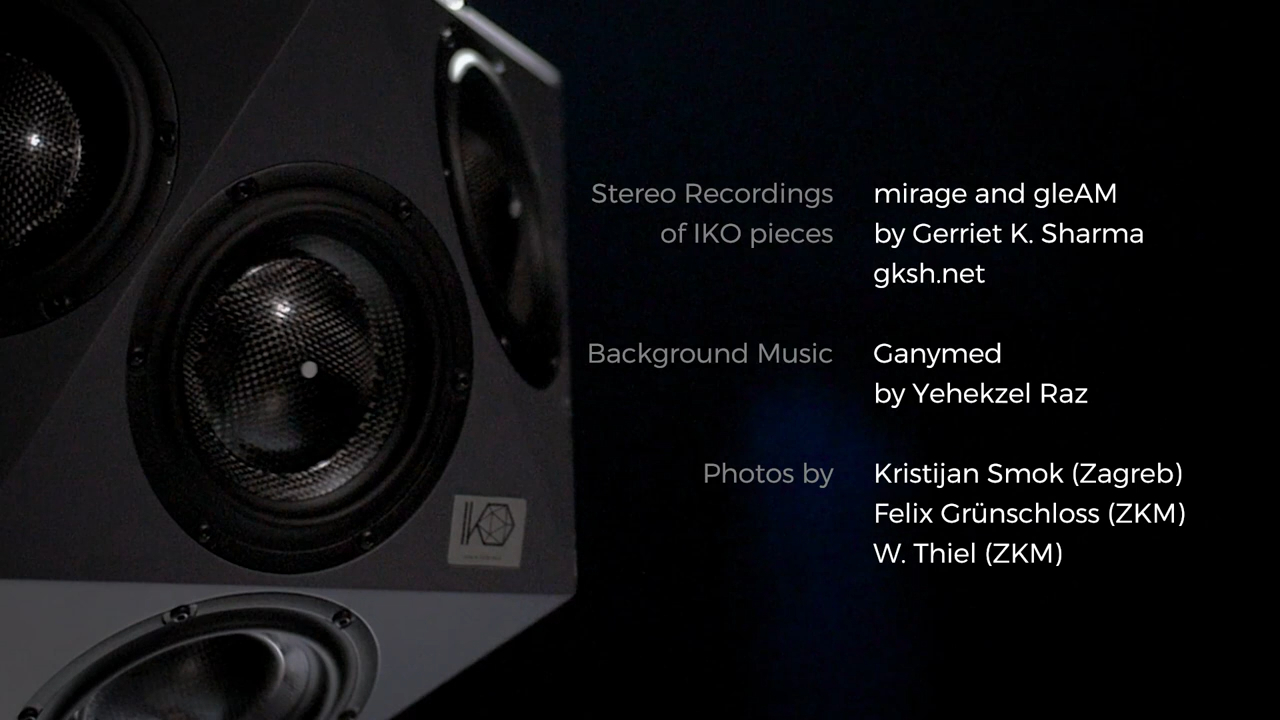 Stereo Recordings
of IKO pieces
mirage and gleAM
by Gerriet K. Sharma
gksh.net
Background Music
Ganymed
by Yehekzel Raz
Photos by
Kristijan Smok (Zagreb)
Felix Grünschloss (ZKM)
W. Thiel (ZKM)
IKO